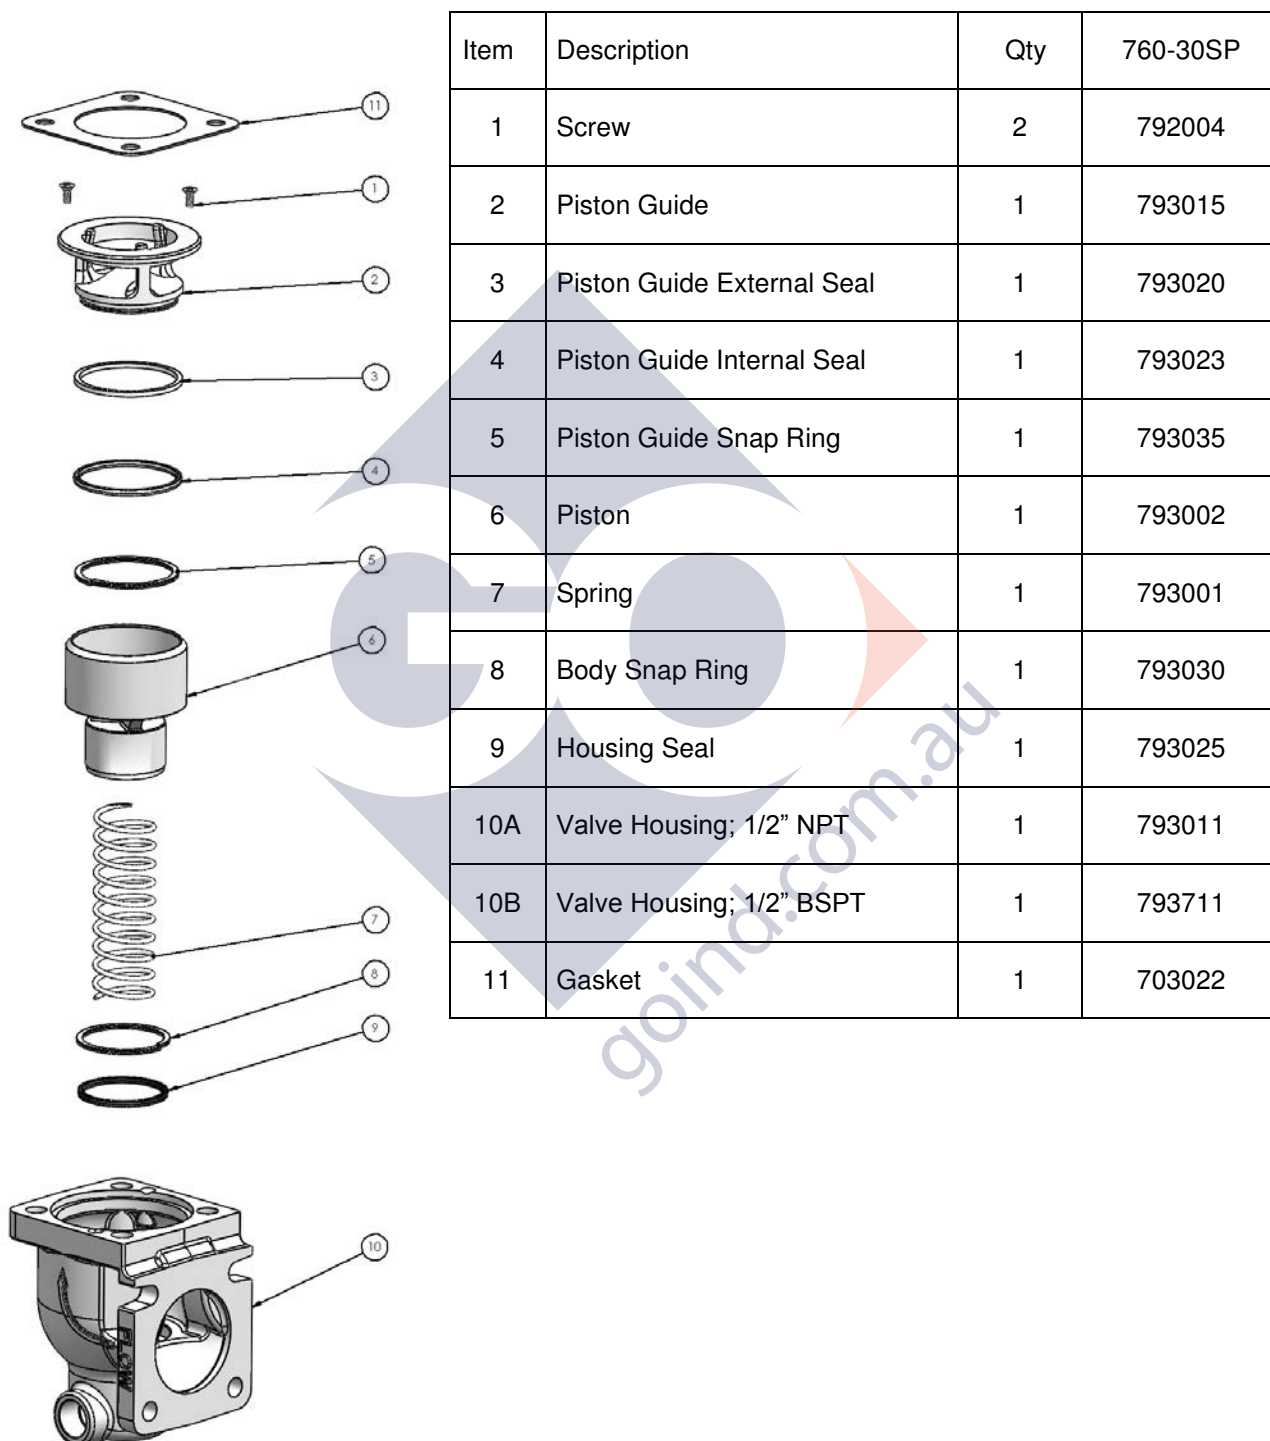 Item Description Qty 760-30SP
1 Screw 2 792004
2 Piston Guide 1 793015
3 Piston Guide External Seal 1 793020
4 Piston Guide Internal Seal 1 793023
5 Piston Guide Snap Ring 1 793035
6 Piston 1 793002
7 Spring 1 793001
8 Body Snap Ring 1 793030
9 Housing Seal 1 793025
10A Valve Housing; 1/2” NPT 1 793011
10B Valve Housing; 1/2” BSPT 1 793711
11 Gasket 1 703022
11
1
2
3
4
5
6
7
8
9
10
FLOW
goind.com.au